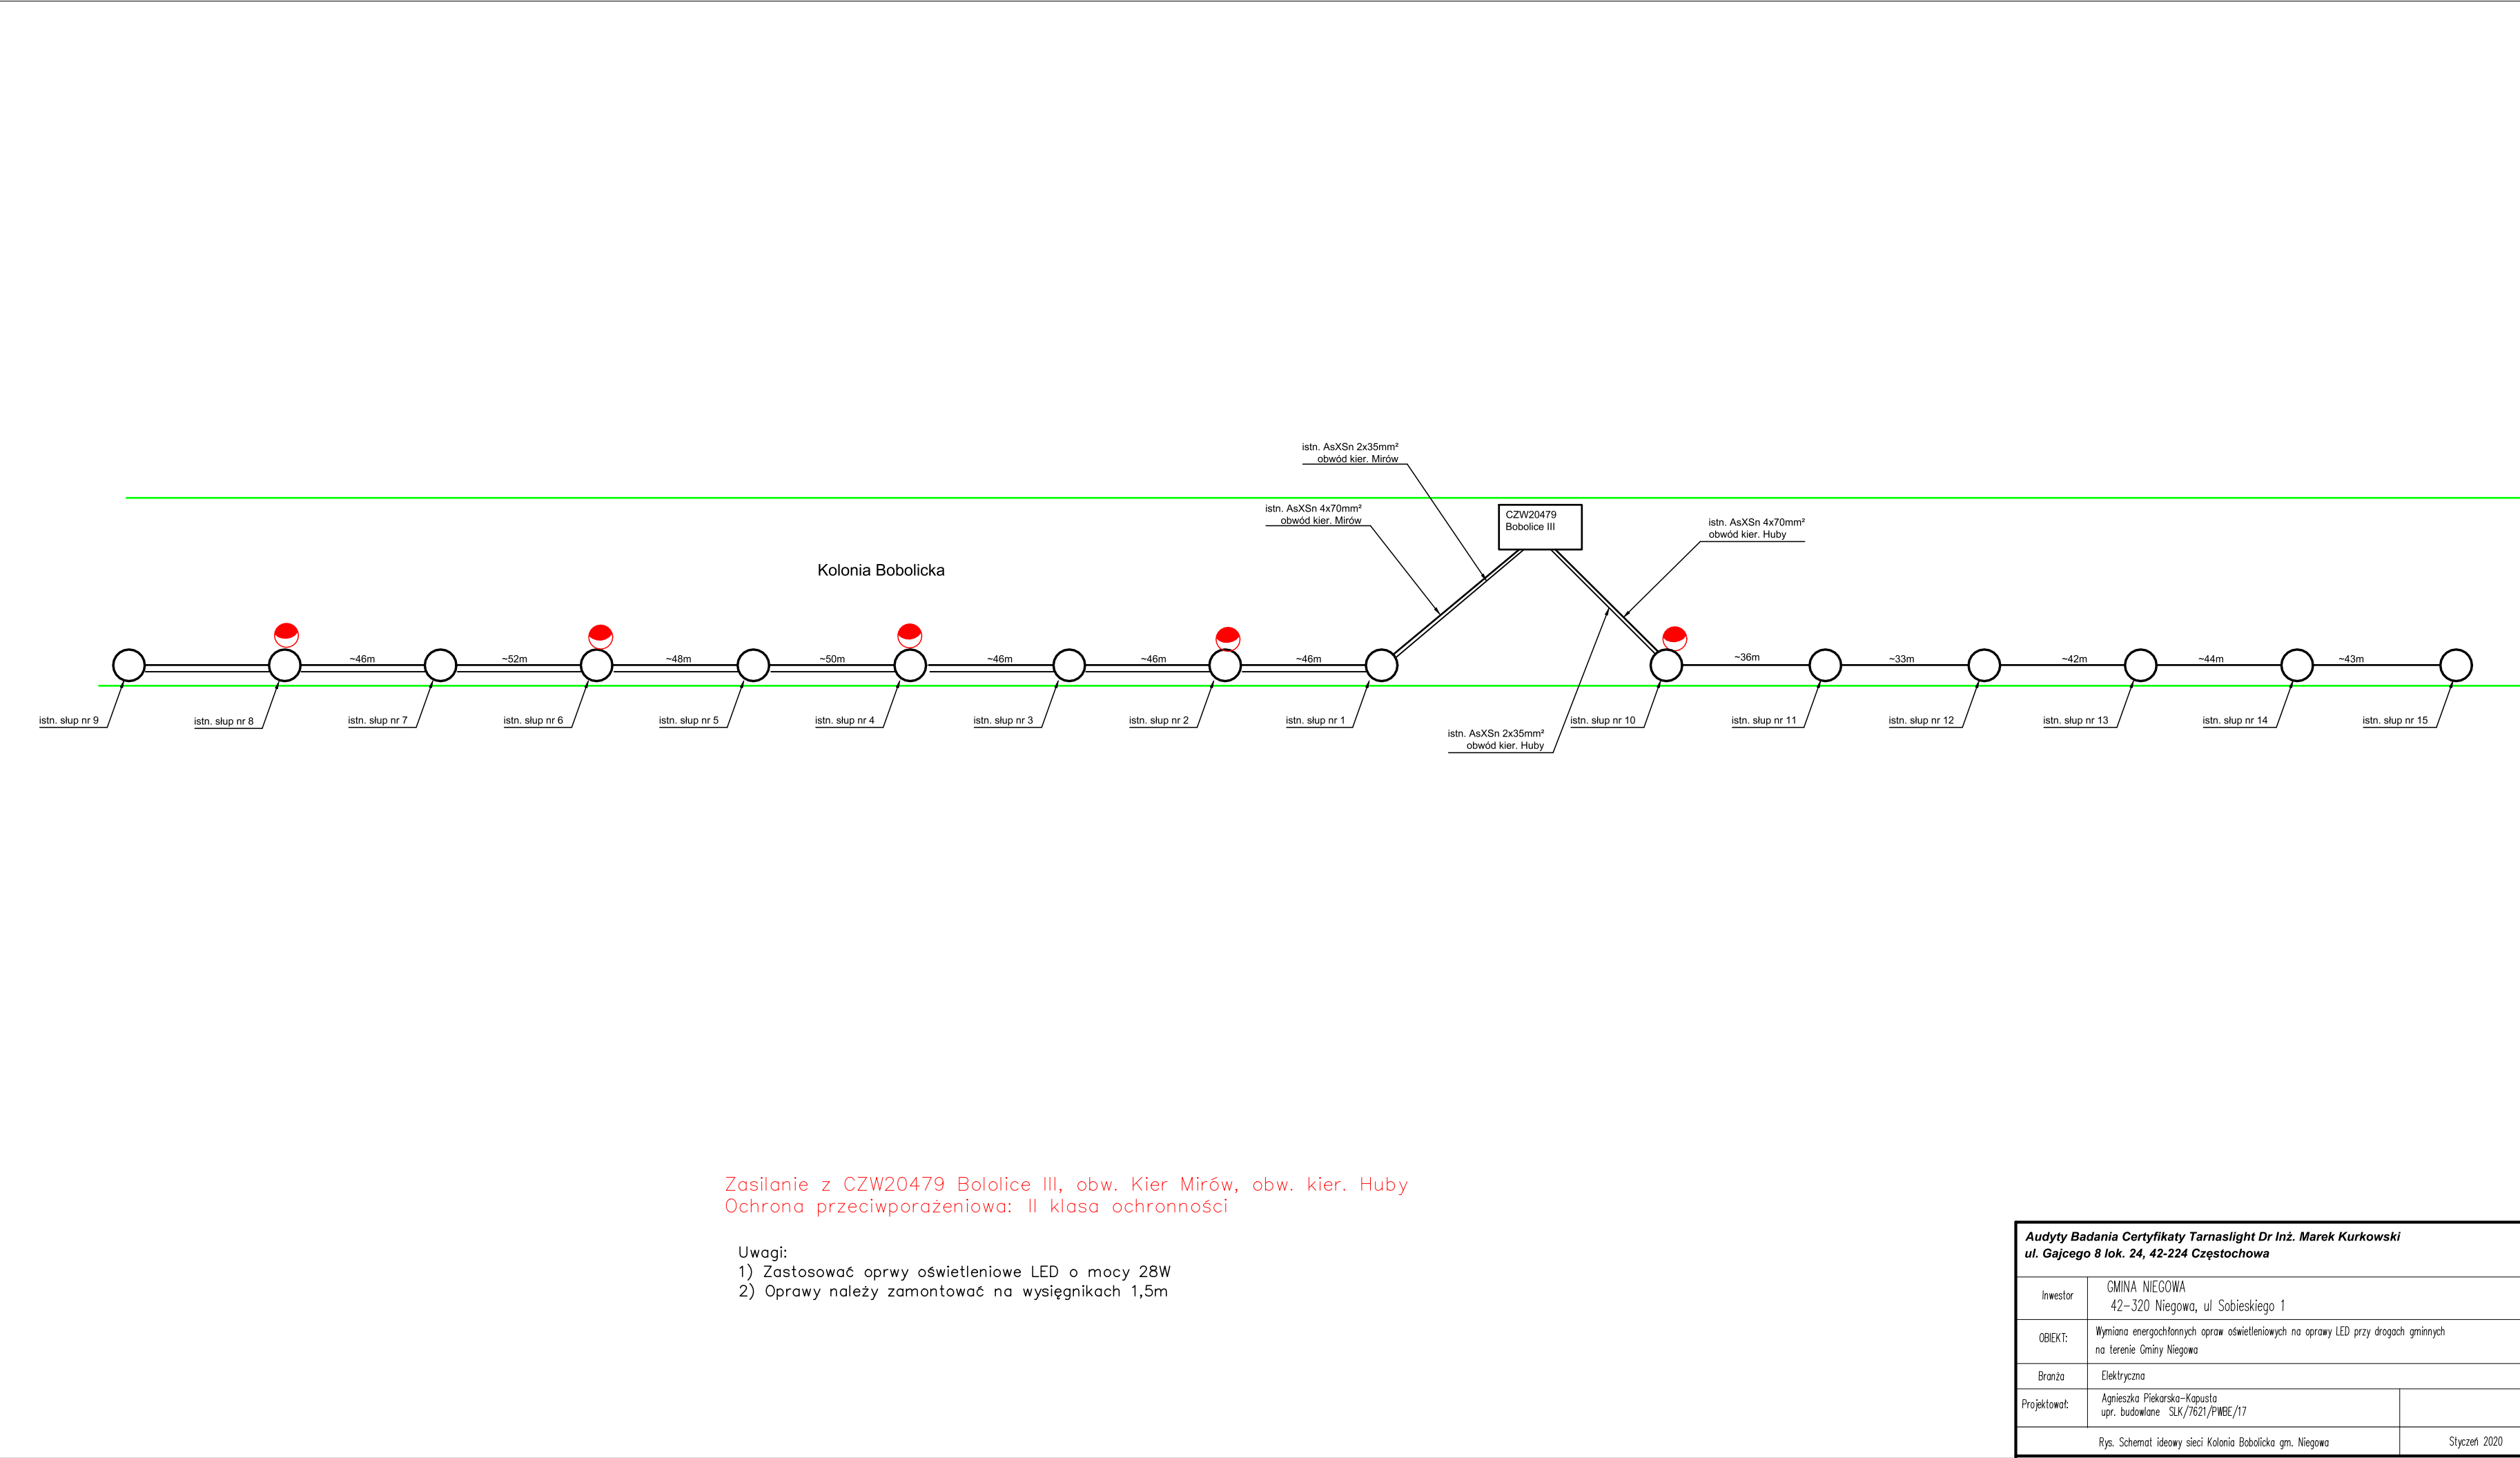 istn. AsXSn 2x35mm²
obwód kier. Mirów
istn. AsXSn 4x70mm²
obwód kier. Mirów
CZW20479
Bobolice III
istn. AsXSn 4x70mm²
obwód kier. Huby
Kolonia Bobolicka
~46m
~52m
~48m
~50m
~46m
~46m
~46m
~36m
~33m
~42m
~44m
~43m
istn. słup nr 9
istn. słup nr 8
istn. słup nr 7
istn. słup nr 6
istn. słup nr 5
istn. słup nr 4
istn. słup nr 3
istn. słup nr 2
istn. słup nr 1
istn. słup nr 10
istn. słup nr 11
istn. słup nr 12
istn. słup nr 13
istn. słup nr 14
istn. słup nr 15
istn. AsXSn 2x35mm²
obwód kier. Huby
Zasilanie z CZW20479 Bololice III, obw. Kier Mirów, obw. kier. Huby
Ochrona przeciwporażeniowa: II klasa ochronności
Uwagi:
1) Zastosować oprwy oświetleniowe LED o mocy 28W
2) Oprawy należy zamontować na wysięgnikach 1,5m
Audyty Badania Certyfikaty Tarnaslight Dr Inż. Marek Kurkowski
ul. Gajcego 8 lok. 24, 42-224 Częstochowa
Inwestor
GMINA NIEGOWA
42-320 Niegowa, ul Sobieskiego 1
OBIEKT:
Wymiana energochłonnych opraw oświetleniowych na oprawy LED przy drogach gminnych
na terenie Gminy Niegowa
Branża
Elektryczna
Projektował:
Agnieszka Piekarska-Kapusta
upr. budowlane SLK/7621/PWBE/17
Rys. Schemat ideowy sieci Kolonia Bobolicka gm. Niegowa
Styczeń 2020